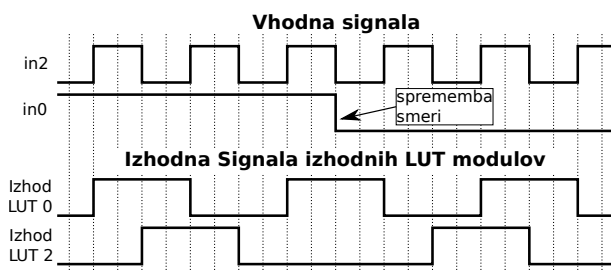 Vhodna signala
in2
in0
sprememba
smeri
Izhodna Signala izhodnih LUT modulov
Izhod
LUT 0
Izhod
LUT 2